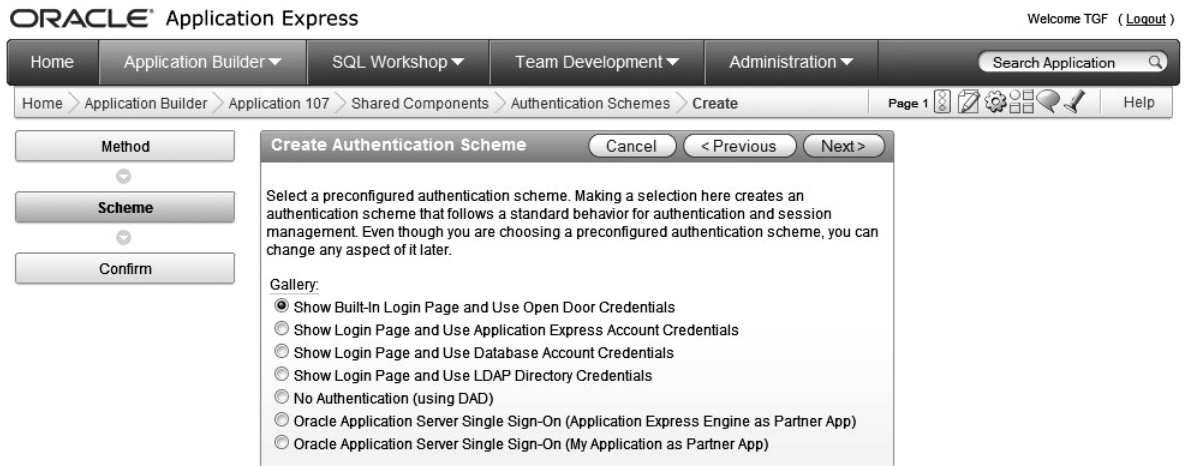 ORACLE® Application Express
Welcome TGF ( Logout )
Home Application Builder SQL Workshop Team Development Administration Search Application
Home Application Builder Application 107 Shared Components Authentication Schemes Create Page 1 Help
Method
Scheme
Confirm
Create Authentication Scheme Cancel < Previous Next >
Select a preconfigured authentication scheme. Making a selection here creates an
authentication scheme that follows a standard behavior for authentication and session
management. Even though you are choosing a preconfigured authentication scheme, you can
change any aspect of it later.
Gallery:
Show Built-In Login Page and Use Open Door Credentials
Show Login Page and Use Application Express Account Credentials
Show Login Page and Use Database Account Credentials
Show Login Page and Use LDAP Directory Credentials
No Authentication (using DAD)
Oracle Application Server Single Sign-On (Application Express Engine as Partner App)
Oracle Application Server Single Sign-On (My Application as Partner App)